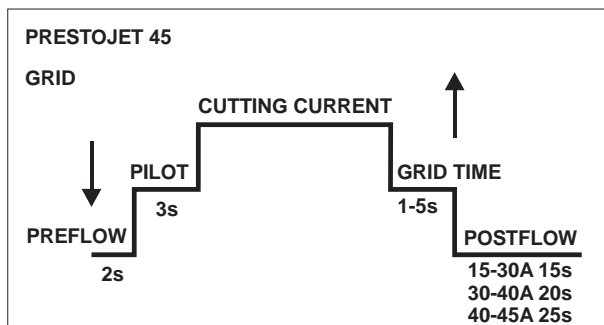 PRESTOJET 45
GRID
CUTTING CURRENT
PILOT
GRID TIME
3s
1-5s
PREFLOW
POSTFLOW
2s
15-30A 15s
30-40A 20s
40-45A 25s